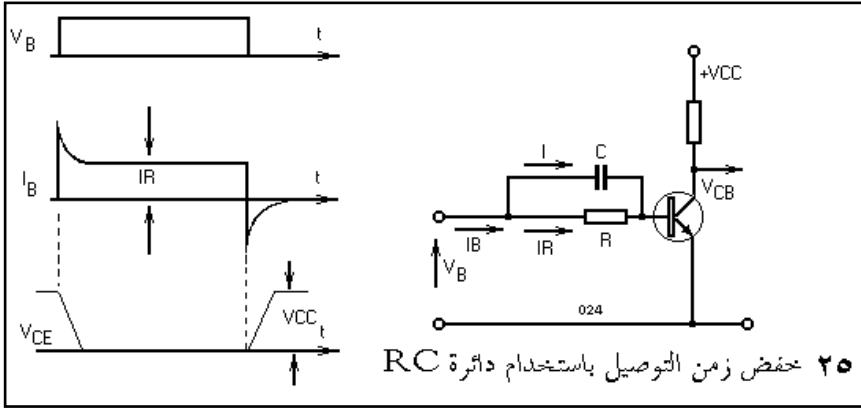 V_B
t
I_B
IR
t
V_CE
VCC
t
+VCC
I
C
V_CB
IB
IR
R
V_B
024
٢٥ خفض زمن التوصيل باستخدام دائرة RC